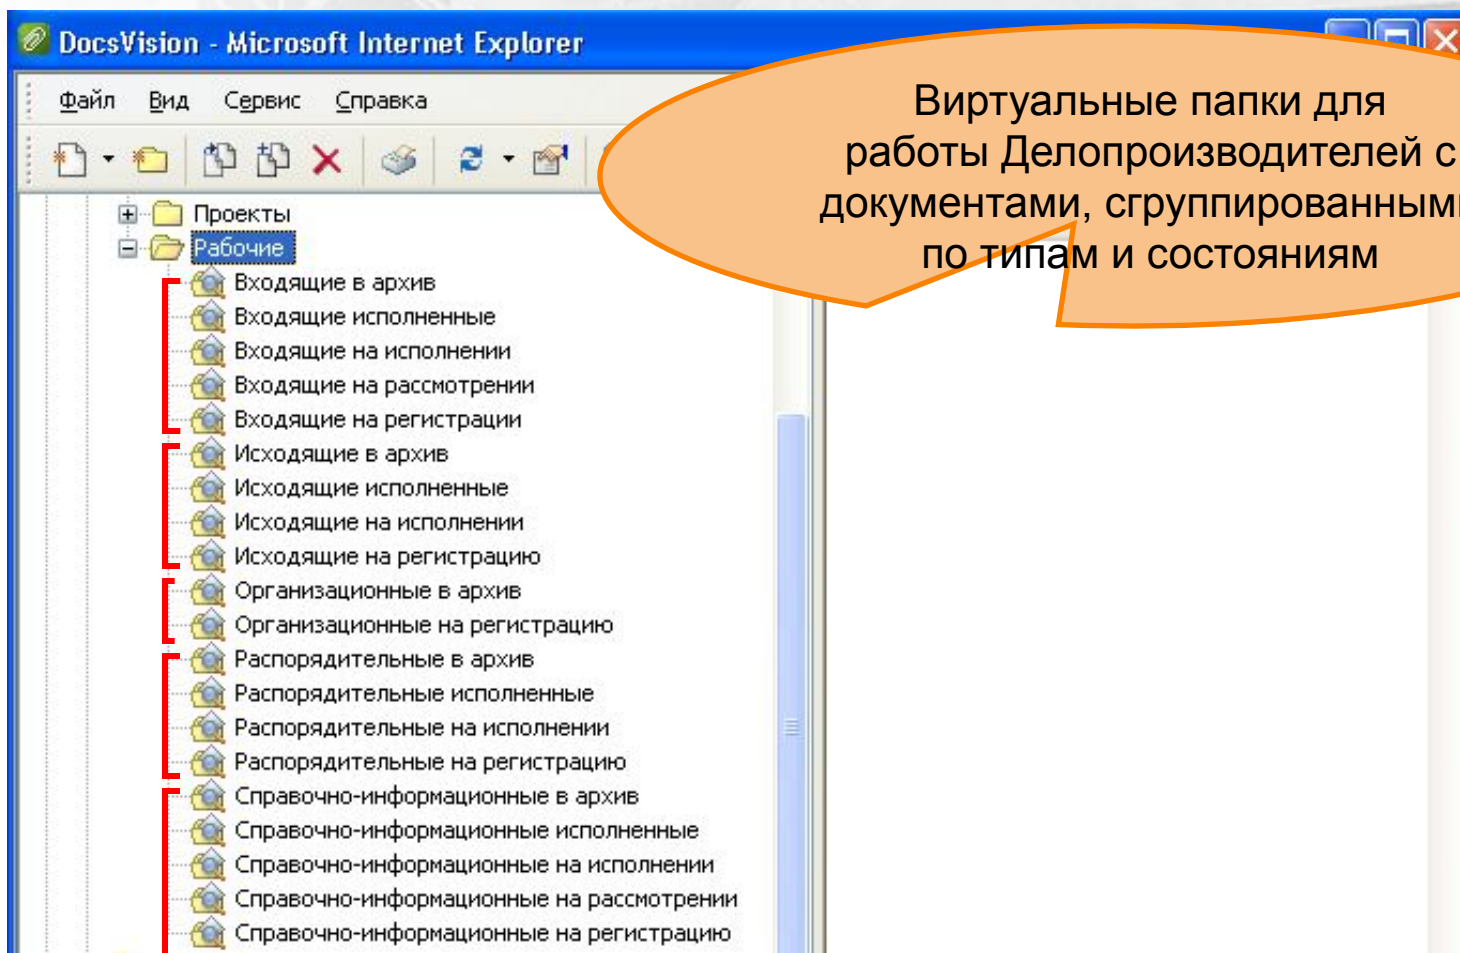 DocsVision - Microsoft Internet Explorer
Файл Вид Сервис Справка
Виртуальные папки для
работы Делопроизводителей с
документами, сгруппированными
по типам и состояниям
Проекты
Рабочие
Входящие в архив
Входящие исполненные
Входящие на исполнении
Входящие на рассмотрении
Входящие на регистрации
Исходящие в архив
Исходящие исполненные
Исходящие на исполнении
Исходящие на регистрацию
Организационные в архив
Организационные на регистрацию
Распорядительные в архив
Распорядительные исполненные
Распорядительные на исполнении
Распорядительные на регистрацию
Справочно-информационные в архив
Справочно-информационные исполненные
Справочно-информационные на исполнении
Справочно-информационные на рассмотрении
Справочно-информационные на регистрацию